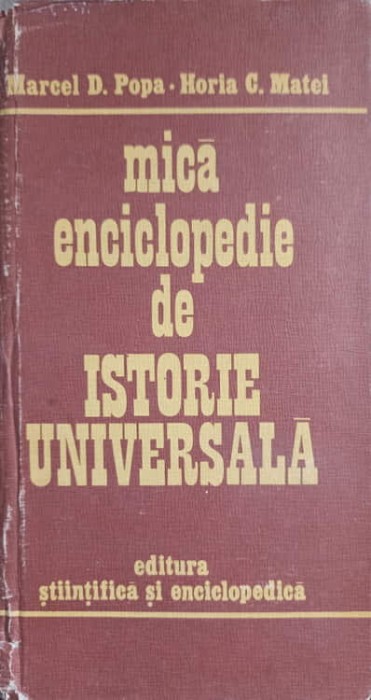 Marcel D. Popa · Horia C. Matei
mică
enciclopedie
de
ISTORIE
UNIVERSALĂ
editura
științifică și enciclopedică